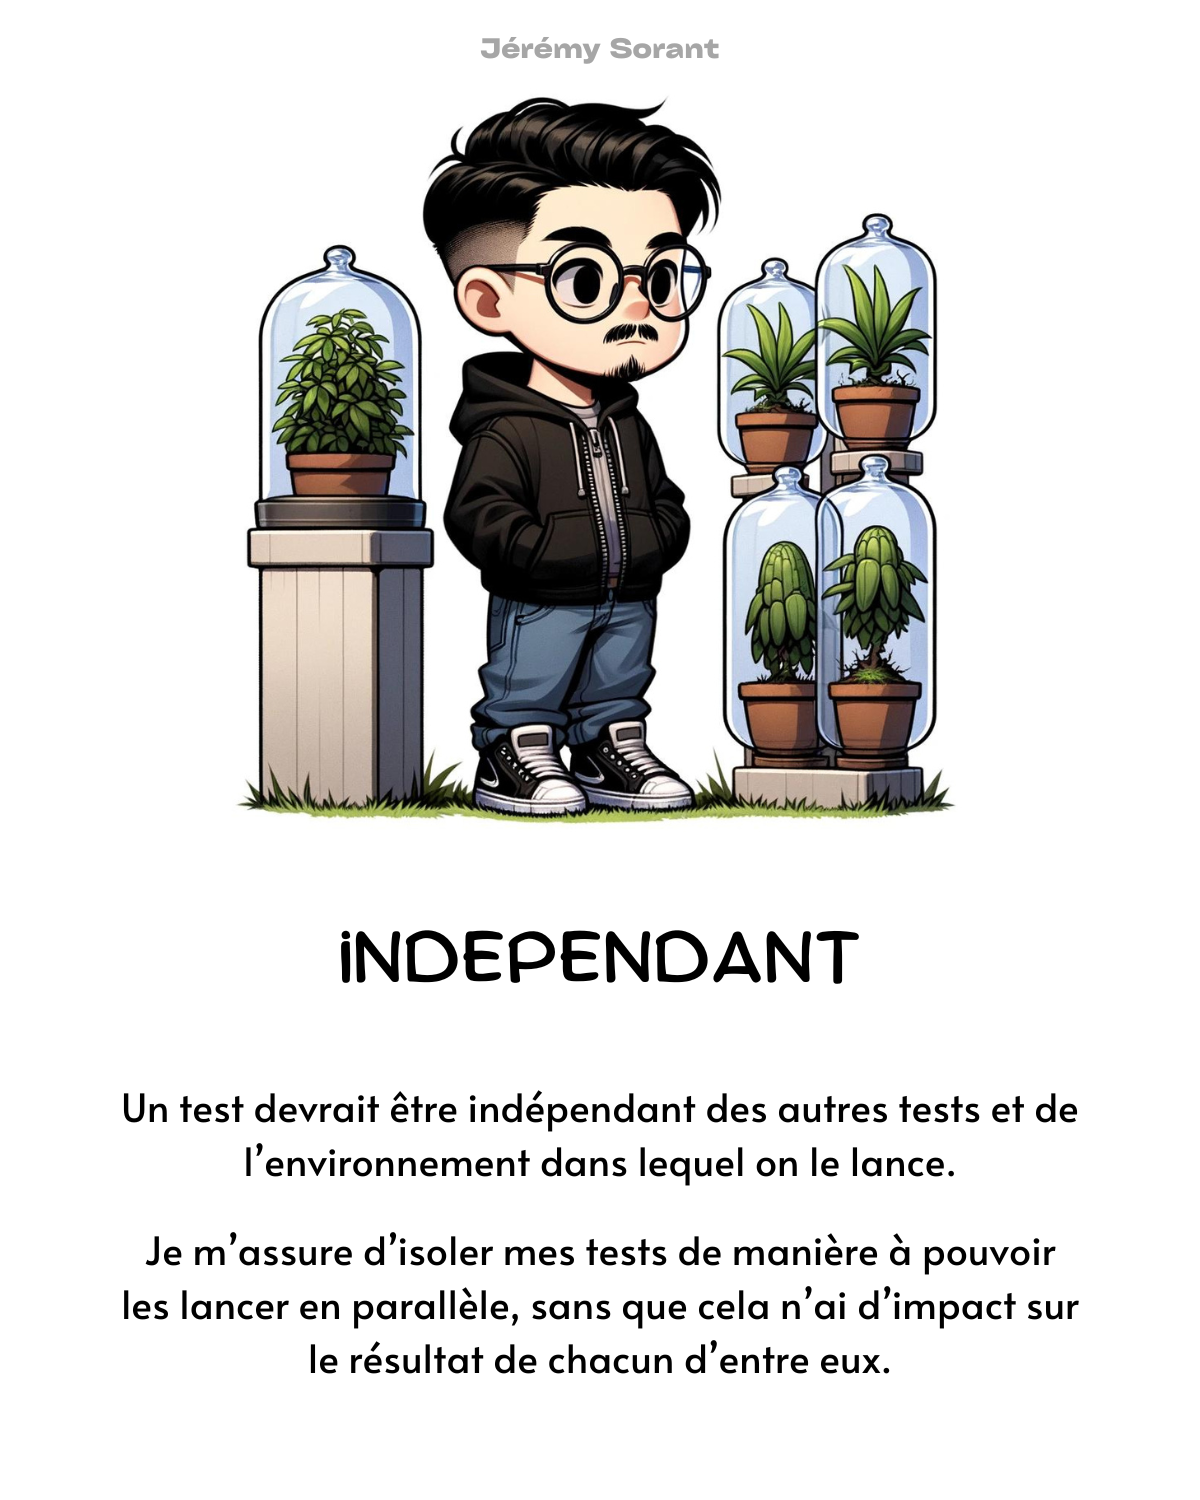 Jérémy Sorant
iNDEPENDANT
Un test devrait être indépendant des autres tests et de
l’environnement dans lequel on le lance.
Je m’assure d’isoler mes tests de manière à pouvoir
les lancer en parallèle, sans que cela n’ai d’impact sur
le résultat de chacun d’entre eux.